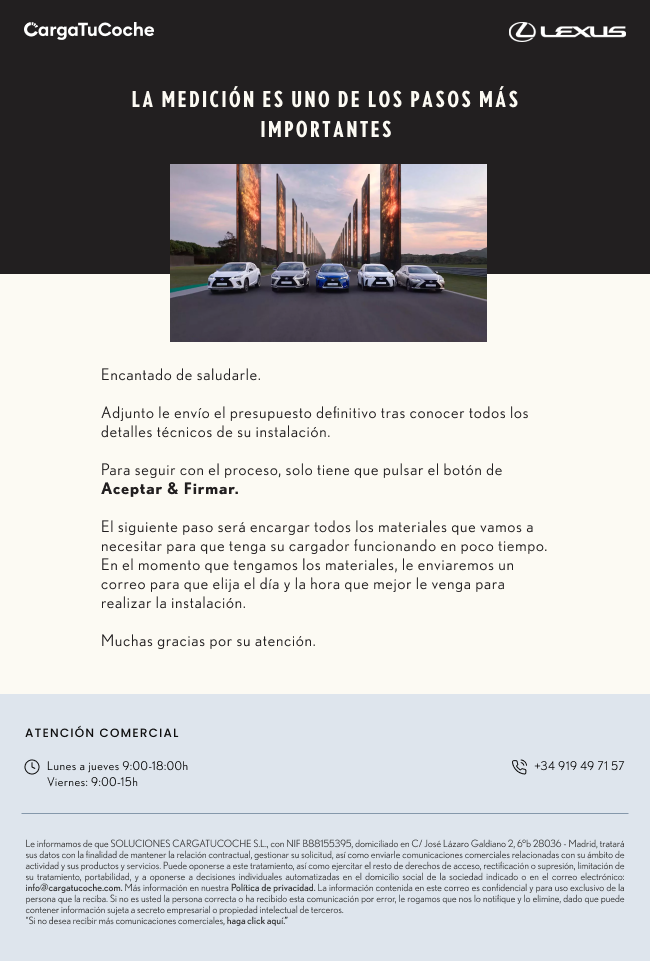 CargaTuCoche
LEXUS
LA MEDICIÓN ES UNO DE LOS PASOS MÁS
IMPORTANTES
Encantado de saludarle.
Adjunto le envío el presupuesto definitivo tras conocer todos los
detalles técnicos de su instalación.
Para seguir con el proceso, solo tiene que pulsar el botón de
Aceptar & Firmar.
El siguiente paso será encargar todos los materiales que vamos a
necesitar para que tenga su cargador funcionando en poco tiempo.
En el momento que tengamos los materiales, le enviaremos un
correo para que elija el día y la hora que mejor le venga para
realizar la instalación.
Muchas gracias por su atención.
ATENCIÓN COMERCIAL
Lunes a jueves 9:00-18:00h
Viernes: 9:00-15h
+34 919 49 71 57
Le informamos de que SOLUCIONES CARGATUCOCHE S.L., con NIF B88155395, domiciliado en C/ José Lázaro Galdiano 2, 6ºb 28036 - Madrid, tratará
sus datos con la finalidad de mantener la relación contractual, gestionar su solicitud, así como enviarle comunicaciones comerciales relacionadas con su ámbito de
actividad y sus productos y servicios. Puede oponerse a este tratamiento, así como ejercitar el resto de derechos de acceso, rectificación o supresión, limitación de
su tratamiento, portabilidad, y a oponerse a decisiones individuales automatizadas en el domicilio social de la sociedad indicado o en el correo electrónico:
info@cargatucoche.com. Más información en nuestra Política de privacidad. La información contenida en este correo es confidencial y para uso exclusivo de la
persona que la reciba. Si no es usted la persona correcta o ha recibido esta comunicación por error, le rogamos que nos lo notifique y lo elimine, dado que puede
contener información sujeta a secreto empresarial o propiedad intelectual de terceros.
"Si no desea recibir más comunicaciones comerciales, haga click aquí."